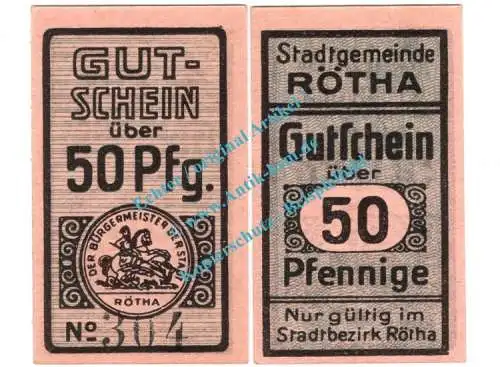 GUT-
SCHEIN
über
50 Pfg.
DER BÜRGERMEISTER DER STADT
RÖTHA
No 304
Stadtgemeinde
RÖTHA
Gutschein
über
50
Pfennige
Nur gültig im
Stadtbezirk Rötha